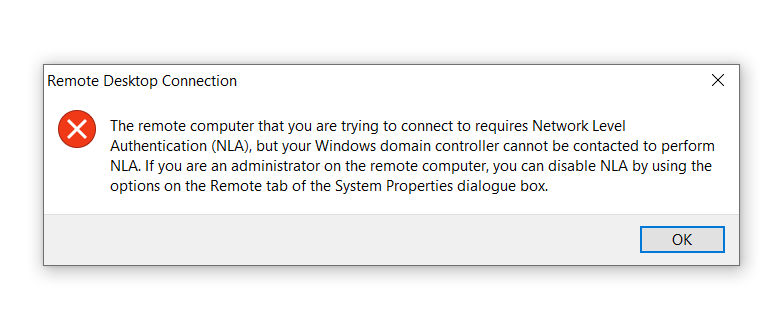 Remote Desktop Connection
The remote computer that you are trying to connect to requires Network Level
Authentication (NLA), but your Windows domain controller cannot be contacted to perform
NLA. If you are an administrator on the remote computer, you can disable NLA by using the
options on the Remote tab of the System Properties dialogue box.
OK